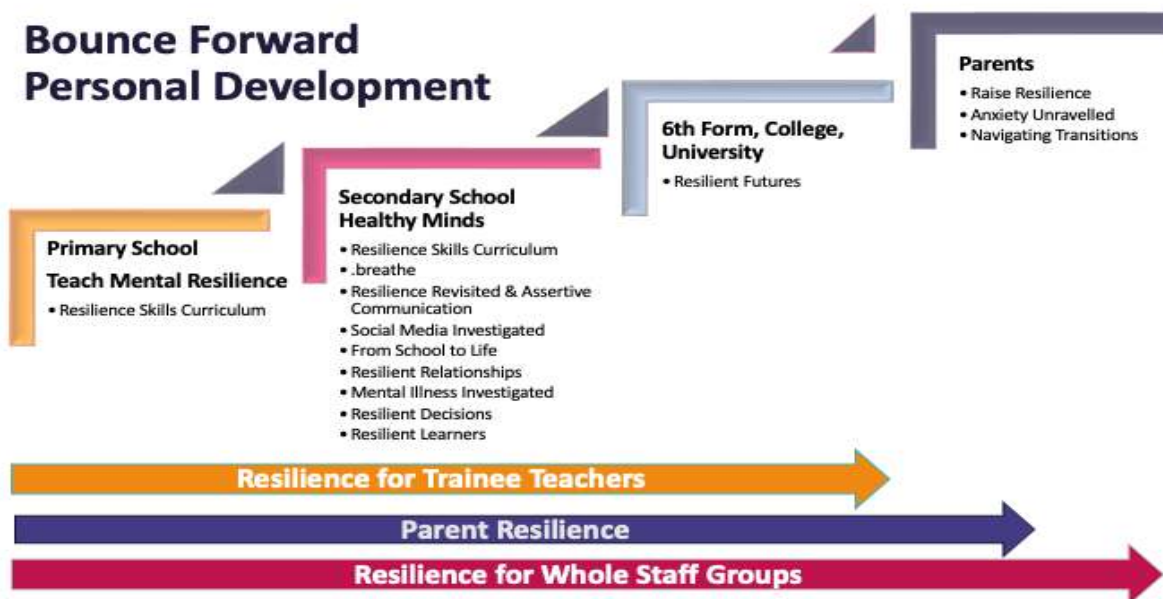 Bounce Forward
Personal Development
Primary School
Teach Mental Resilience
• Resilience Skills Curriculum
Secondary School
Healthy Minds
• Resilience Skills Curriculum
• .breathe
• Resilience Revisited & Assertive
Communication
• Social Media Investigated
• From School to Life
• Resilient Relationships
• Mental Illness Investigated
• Resilient Decisions
• Resilient Learners
6th Form, College,
University
• Resilient Futures
Parents
• Raise Resilience
• Anxiety Unravelled
• Navigating Transitions
Resilience for Trainee Teachers
Parent Resilience
Resilience for Whole Staff Groups